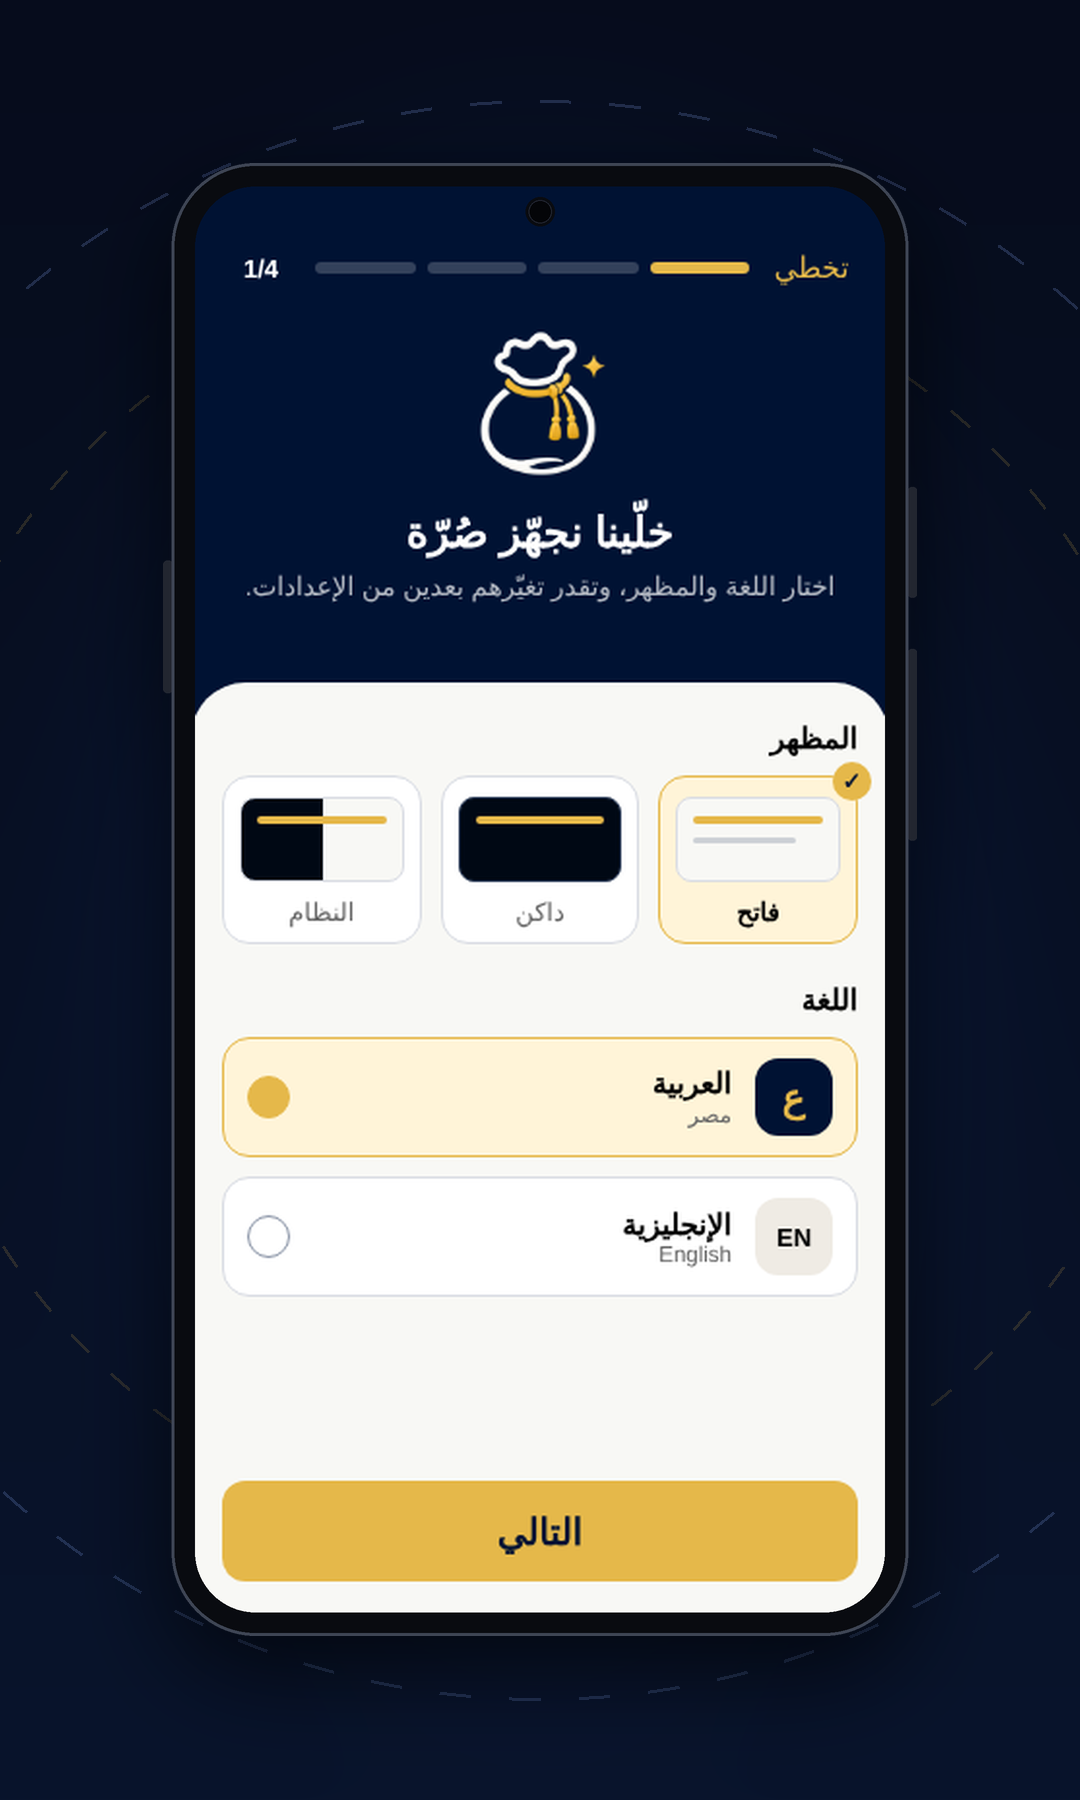 تخطي
1/4
خلّينا نجهّز صُرّة
اختار اللغة والمظهر، وتقدر تغيّرهم بعدين من الإعدادات.
المظهر
✓
فاتح
داكن
النظام
اللغة
ع
العربية
مصر
EN
الإنجليزية
English
التالي